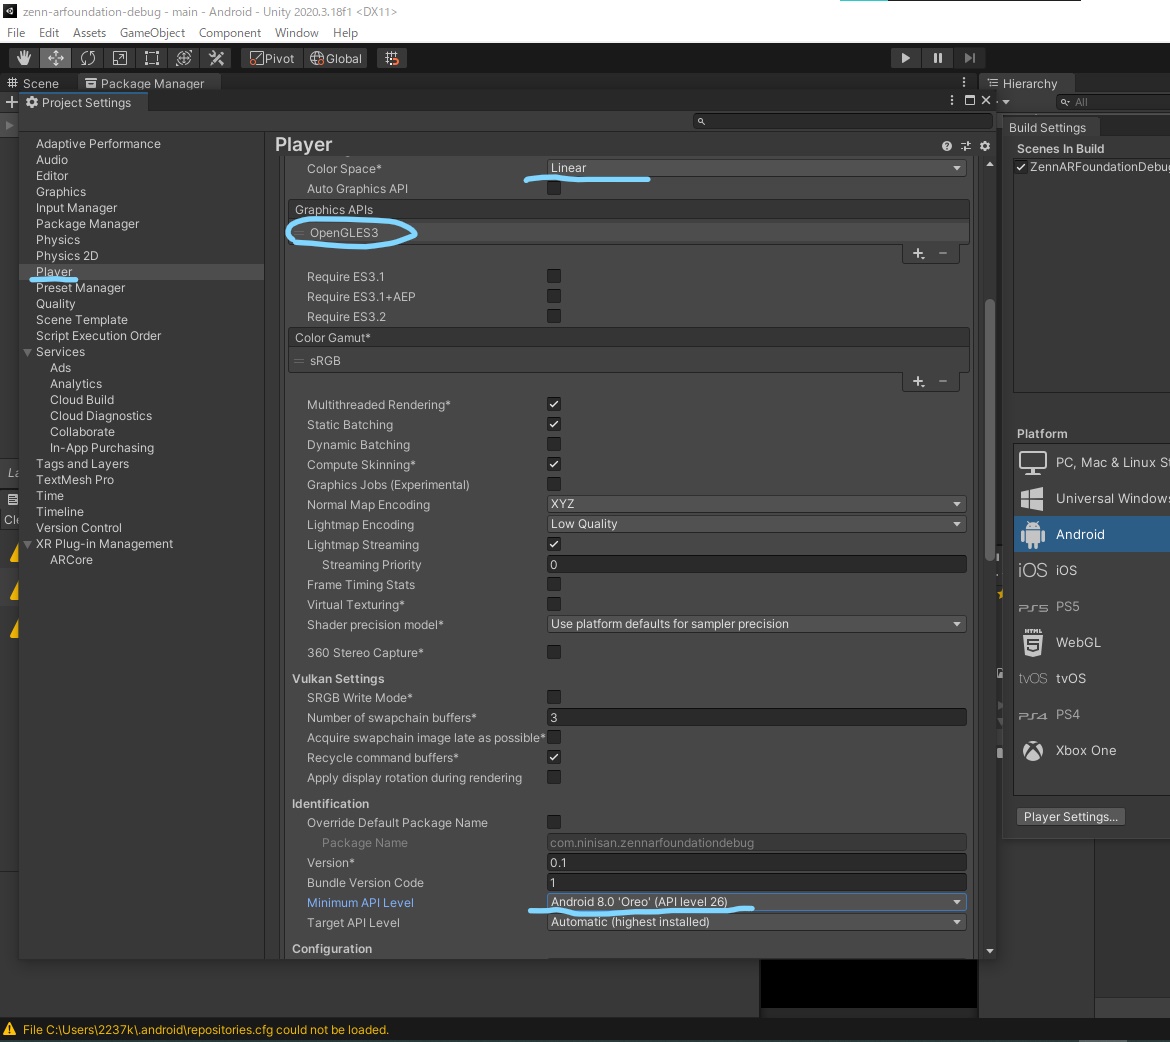 zenn-arfoundation-debug - main - Android - Unity 2020.3.18f1 <DX11>
File Edit Assets GameObject Component Window Help
Pivot Global
Scene Package Manager Hierarchy
Project Settings
All
Build Settings
Scenes In Build
ZennARFoundationDebug
Adaptive Performance
Audio
Editor
Graphics
Input Manager
Package Manager
Physics
Physics 2D
Player
Preset Manager
Quality
Scene Template
Script Execution Order
Services
Ads
Analytics
Cloud Build
Cloud Diagnostics
Collaborate
In-App Purchasing
Tags and Layers
TextMesh Pro
Time
Timeline
Version Control
XR Plug-in Management
ARCore
Player
Color Space* Linear
Auto Graphics API
Graphics APIs
OpenGLES3
Require ES3.1
Require ES3.1+AEP
Require ES3.2
Color Gamut*
sRGB
Multithreaded Rendering*
Static Batching
Dynamic Batching
Compute Skinning*
Graphics Jobs (Experimental)
Normal Map Encoding XYZ
Lightmap Encoding Low Quality
Lightmap Streaming
Streaming Priority 0
Frame Timing Stats
Virtual Texturing*
Shader precision model* Use platform defaults for sampler precision
360 Stereo Capture*
Vulkan Settings
SRGB Write Mode*
Number of swapchain buffers* 3
Acquire swapchain image late as possible*
Recycle command buffers*
Apply display rotation during rendering
Identification
Override Default Package Name
Package Name com.ninisan.zennarfoundationdebug
Version* 0.1
Bundle Version Code 1
Minimum API Level Android 8.0 'Oreo' (API level 26)
Target API Level Automatic (highest installed)
Configuration
Platform
PC, Mac & Linux St
Universal Windows
Android
iOS iOS
PS5 PS5
HTML 5 WebGL
tvOS tvOS
PS4 PS4
Xbox One
Player Settings...
File C:\Users\2237k\.android\repositories.cfg could not be loaded.